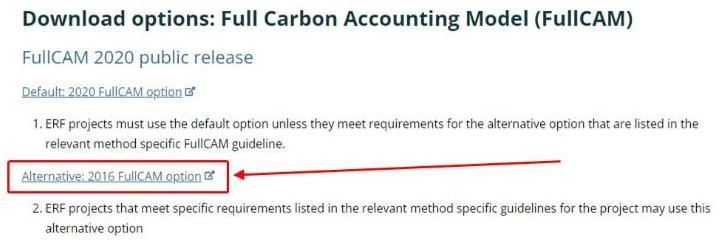 Download options: Full Carbon Accounting Model (FullCAM)
FullCAM 2020 public release
Default: 2020 FullCAM option
1. ERF projects must use the default option unless they meet requirements for the alternative option that are listed in the
relevant method specific FullCAM guideline.
Alternative: 2016 FullCAM option
2. ERF projects that meet specific requirements listed in the relevant method specific guidelines for the project may use this
alternative option